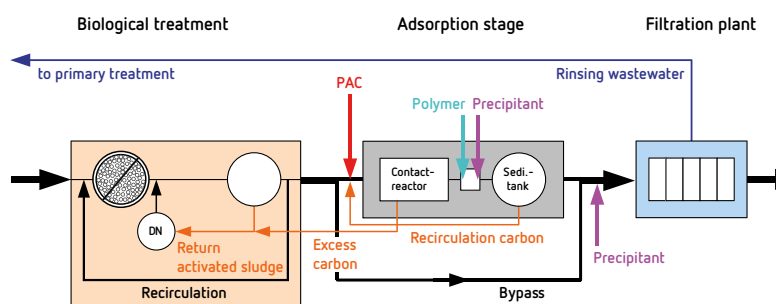 Biological treatment
Adsorption stage
Filtration plant
to primary treatment
Rinsing wastewater
PAC
Polymer
Precipitant
Contact-
reactor
Sedi.-
tank
DN
Return
activated sludge
Excess
carbon
Recirculation carbon
Precipitant
Recirculation
Bypass